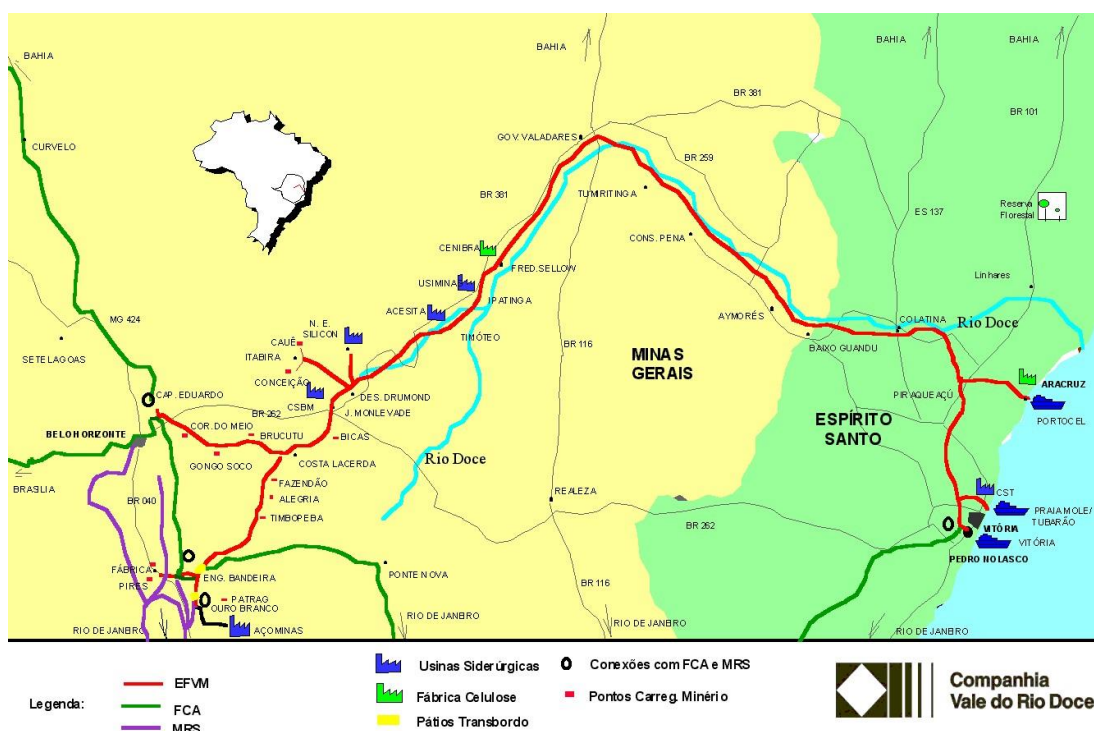 BAHIA
BAHIA
BAHIA
BAHIA
BR 381
BR 101
GOV. VALADARES
CURVELO
BR 259
BR 381
TUMIRITINGA
ES 137
Reserva
Florestal
CONS. PENA
CENIBRA
FRED.SELLOW
USIMINA
Linhares
IPATINGA
ACESITA
AYMORÉS
COLATINA
Rio Doce
MG 424
N. E.
SILICON
TIMÓTEO
BAIXO GUANDU
CAUÊ
ITABIRA
BR 116
MINAS
GERAIS
SETE LAGOAS
CONCEIÇÃO
CSBM
DES. DRUMOND
J. MONLEVADE
CAP. EDUARDO
PIRAQUEAÇÚ
ARACRUZ
PORTOCEL
BR 262
ESPÍRITO
SANTO
COR. DO MEIO
BRUCUTU
BICAS
BELO HORIZONTE
COSTA LACERDA
Rio Doce
GONGO SOCO
FAZENDÃO
BRASILIA
BR 040
ALEGRIA
REALEZA
CST
PRAIA MOLE/
TUBARÃO
TIMBOPEBA
BR 262
VITÓRIA
VITÓRIA
PEDRO NOLASCO
FÁBRICA
PIRES
ENG. BANDEIRA
PONTE NOVA
BR 116
PATRAG
OURO BRANCO
AÇOMINAS
RIO DE JANEIRO
RIO DE JANEIRO
RIO DE JANEIRO
RIO DE JANEIRO
Legenda:
EFVM
FCA
MRS
Usinas Siderúrgicas
Fábrica Celulose
Pátios Transbordo
Conexões com FCA e MRS
Pontos Carreg. Minério
Companhia
Vale do Rio Doce